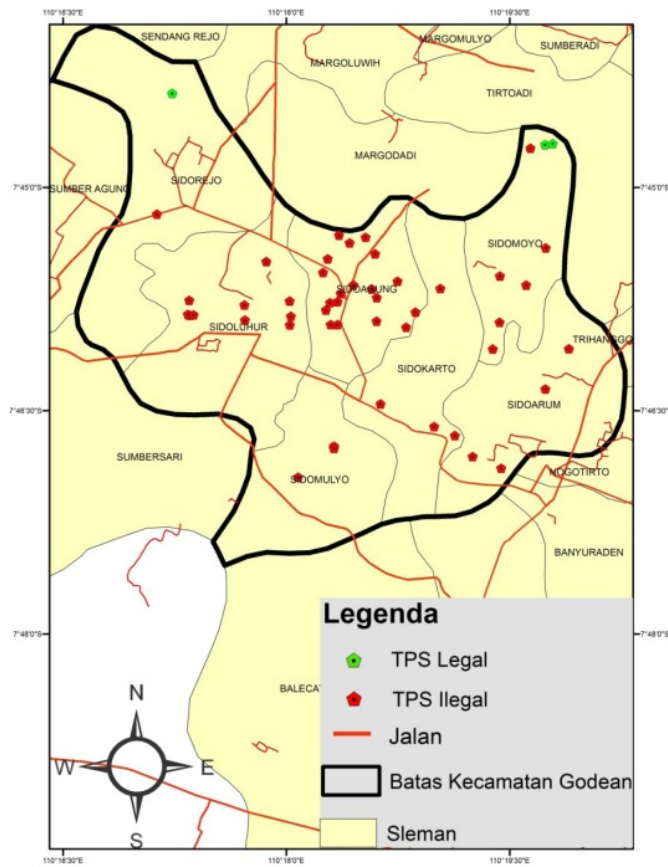 110°16'30"E 110°18'0"E 110°19'30"E
SENDANG REJO
MARGOMULYO
SUMBERADI
MARGOLUWIH
TIRTOADI
MARGODADI
7°45'0"S 7°45'0"S
SIDOREJO
SUMBER AGUNG
SIDOMOYO
SIDOAGUNG
SIDOLUHUR
TRIHANGGO
SIDOKARTO
SIDOARUM
7°46'30"S 7°46'30"S
SUMBERSARI
SIDOMULYO
NOGOTIRTO
BANYURADEN
Legenda
7°48'0"S 7°48'0"S
TPS Legal
BALECAT
TPS Ilegal
N
Jalan
W E
Batas Kecamatan Godean
S
Sleman
110°16'30"E 110°18'0"E 110°19'30"E